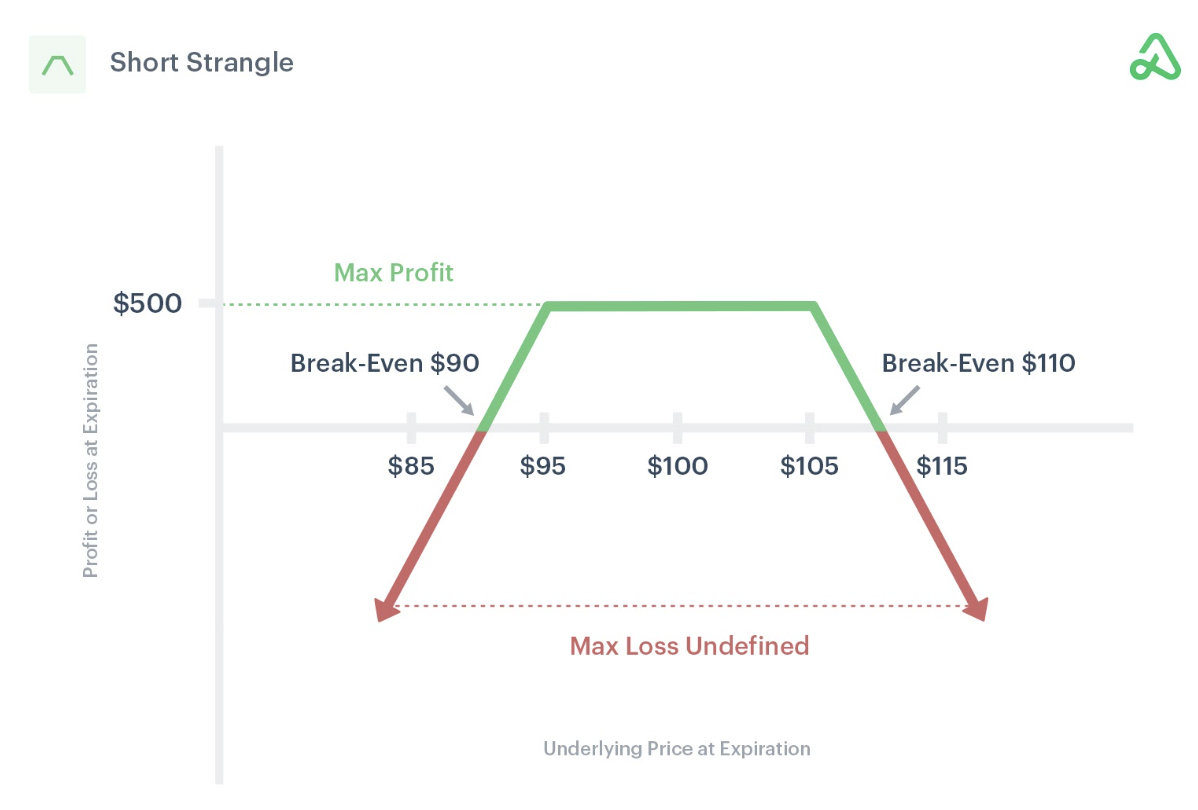 Short Strangle
Max Profit
$500
Break-Even $90
Break-Even $110
$85
$95
$100
$105
$115
Profit or Loss at Expiration
Max Loss Undefined
Underlying Price at Expiration